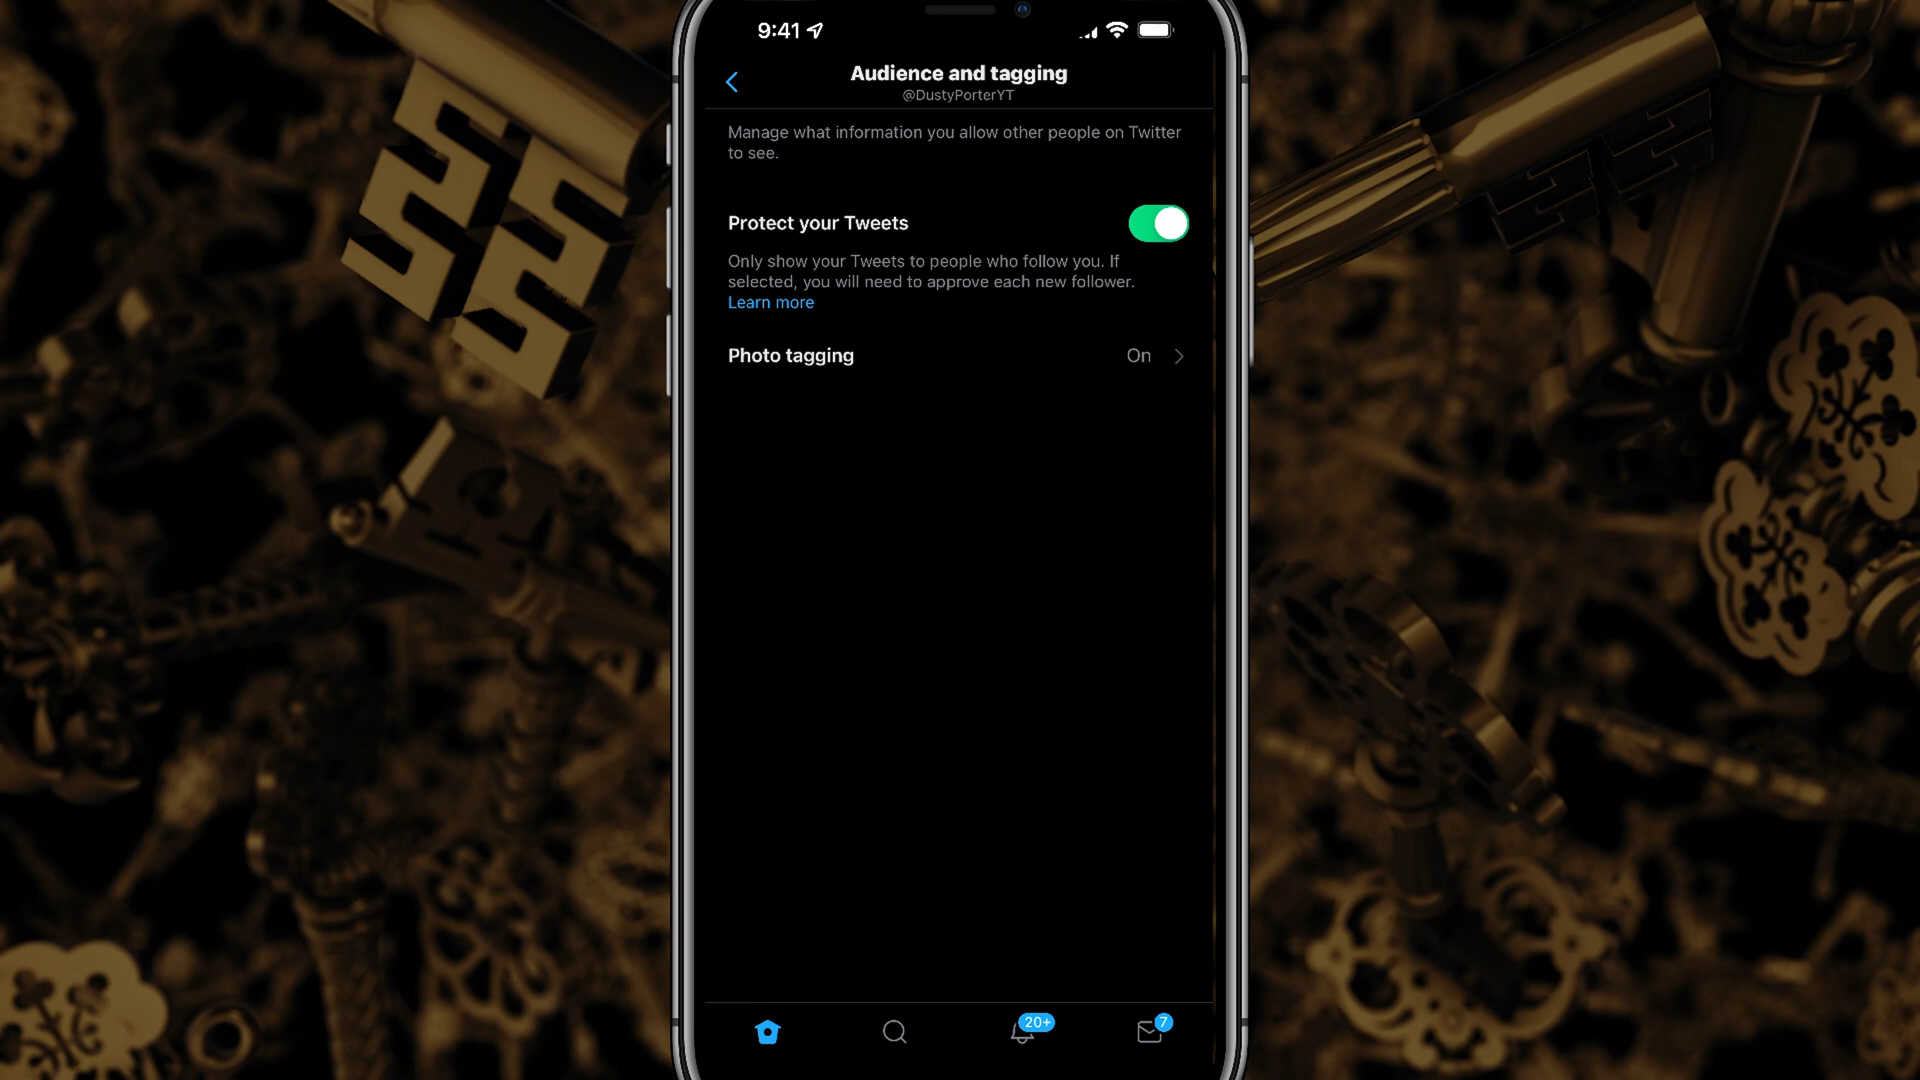 9:41
Audience and tagging
@DustyPorterYT
Manage what information you allow other people on Twitter
to see.
Protect your Tweets
Only show your Tweets to people who follow you. If
selected, you will need to approve each new follower.
Learn more
Photo tagging On
20+
7